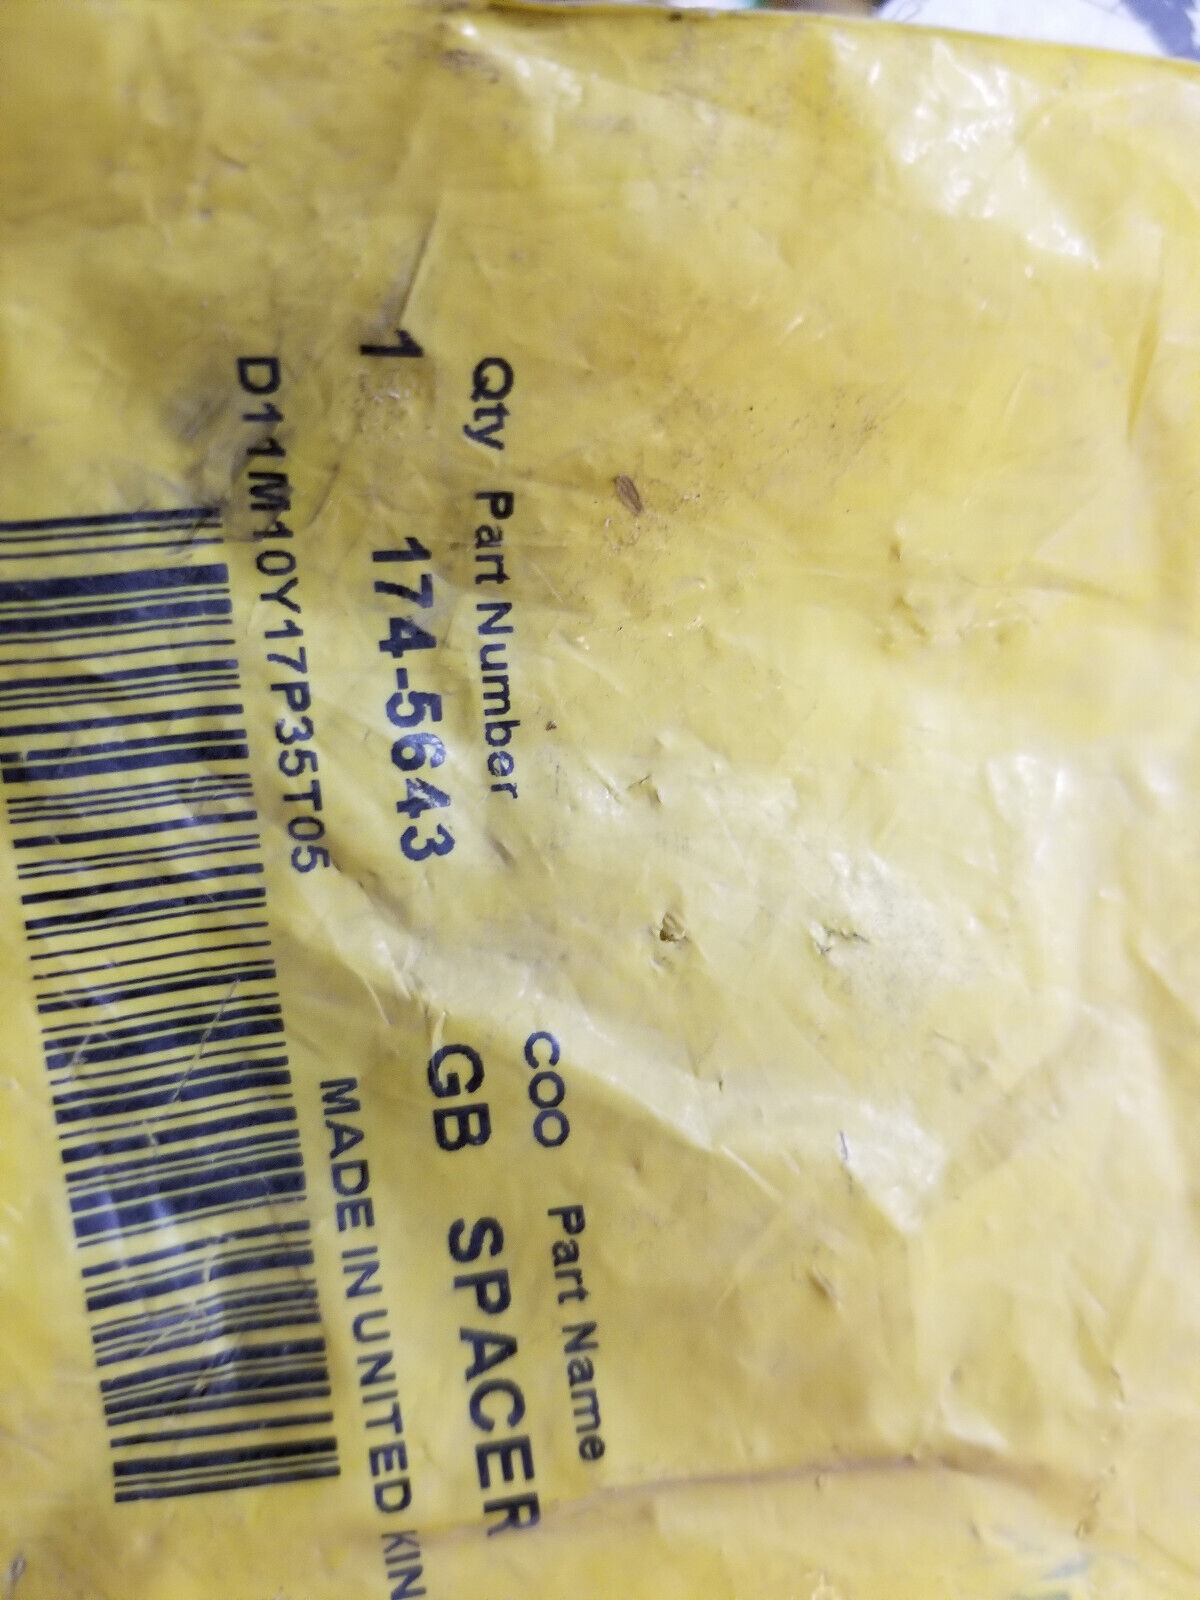 Qty Part Number COO Part Name
1 174-5643 GB SPACER
D11M10Y17P35T05 MADE IN UNITED KIN